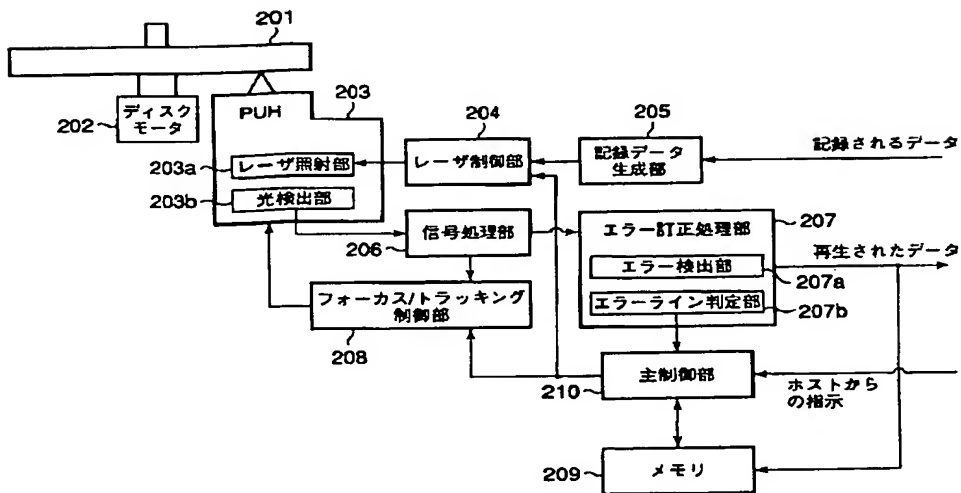 201
ディスク
モータ
202
PUH
203
レーザ照射部
203a
光検出部
203b
204
レーザ制御部
205
記録データ
生成部
記録されるデータ
信号処理部
206
207
エラー訂正処理部
エラー検出部
207a
エラーライン判定部
207b
再生されたデータ
フォーカス/トラッキング
制御部
208
主制御部
210
ホストから
の指示
メモリ
209